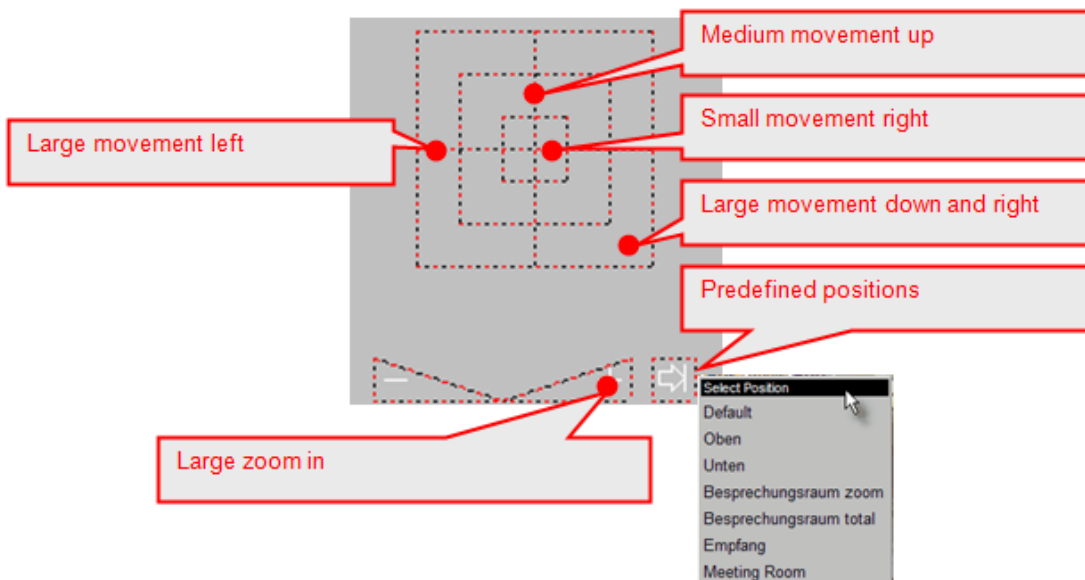 Medium movement up
Small movement right
Large movement left
Large movement down and right
Predefined positions
Select Position
Default
Oben
Unten
Besprechungsraum zoom
Besprechungsraum total
Empfang
Meeting Room
Large zoom in